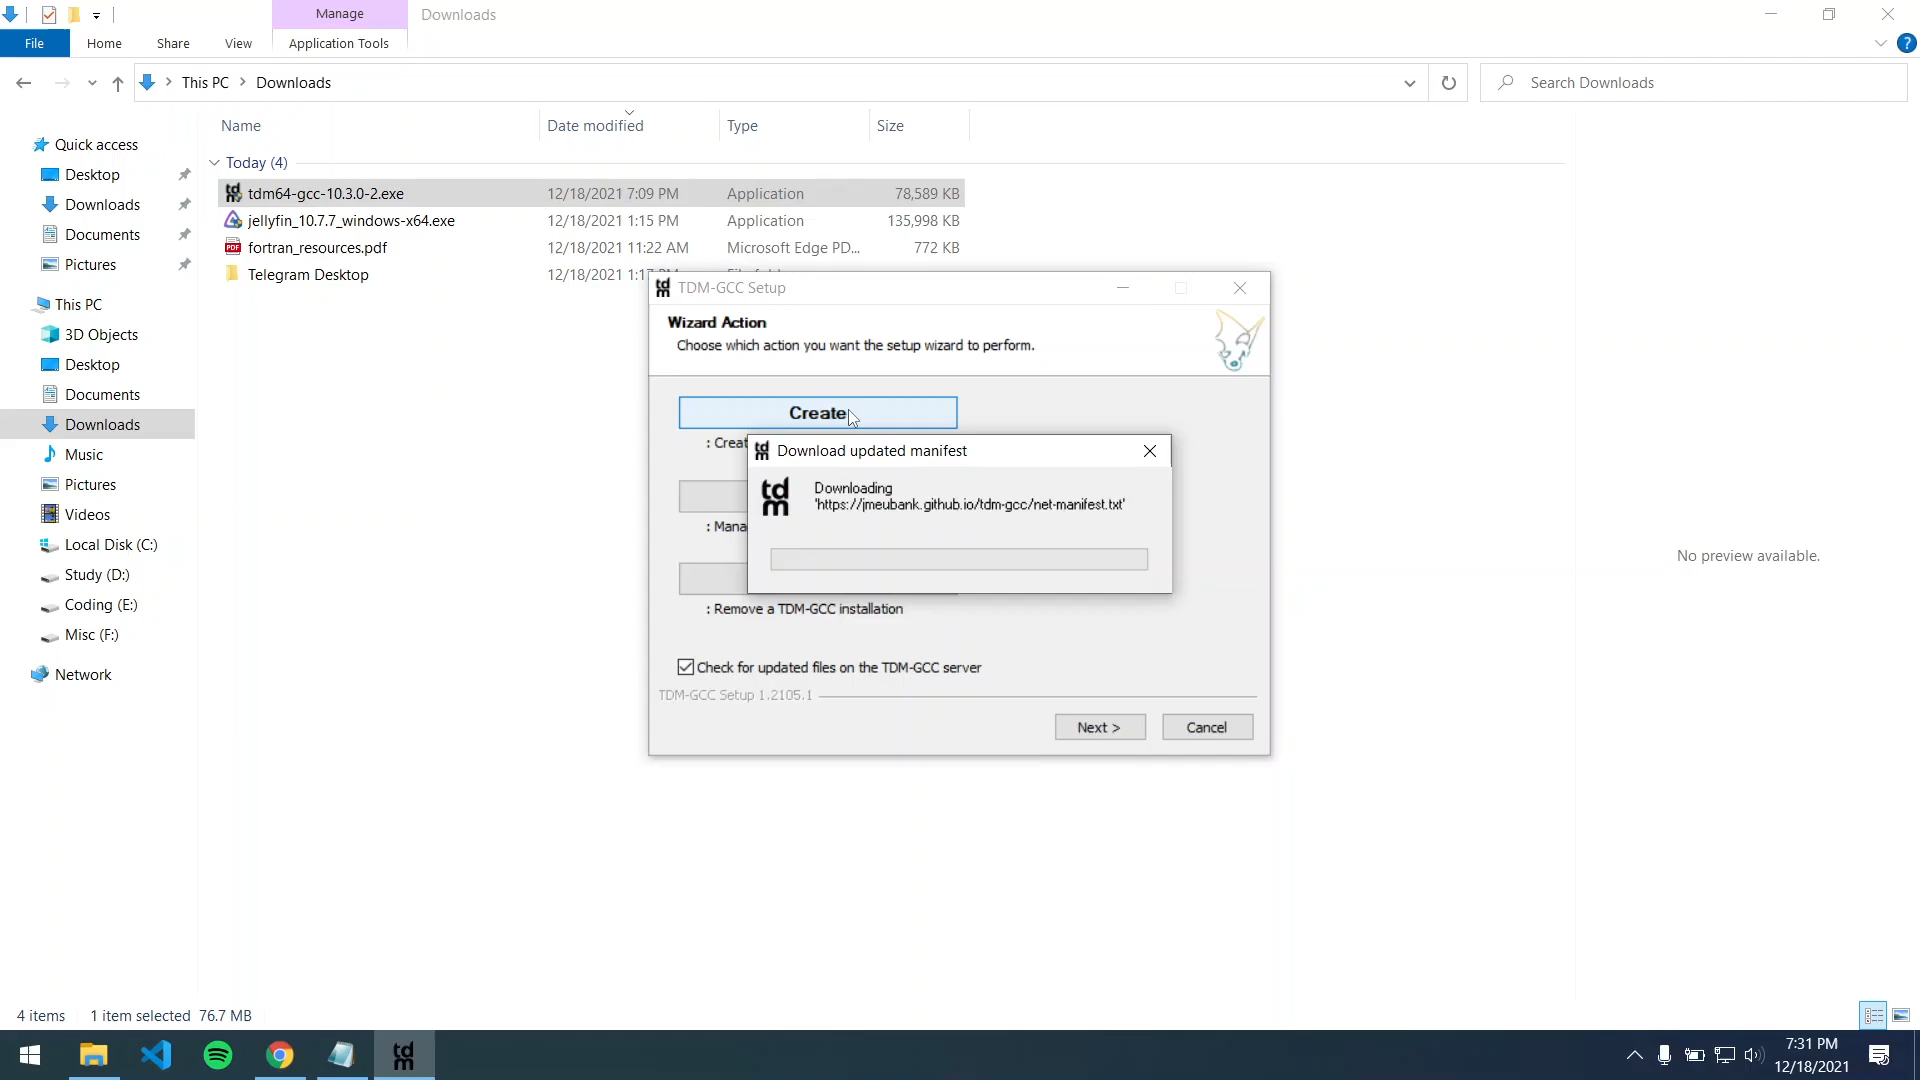 Manage
Downloads
File
Home
Share
View
Application Tools
?
This PC
Downloads
Search Downloads
Name
Date modified
Type
Size
Quick access
Desktop
Downloads
Documents
Pictures
This PC
3D Objects
Desktop
Documents
Downloads
Music
Pictures
Videos
Local Disk (C:)
Study (D:)
Coding (E:)
Misc (F:)
Network
Today (4)
tdm64-gcc-10.3.0-2.exe 12/18/2021 7:09 PM Application 78,589 KB
jellyfin_10.7.7_windows-x64.exe 12/18/2021 1:15 PM Application 135,998 KB
fortran_resources.pdf 12/18/2021 11:22 AM Microsoft Edge PD... 772 KB
Telegram Desktop 12/18/2021
TDM-GCC Setup
Wizard Action
Choose which action you want the setup wizard to perform.
Create
: Creat
: Mana
: Remove a TDM-GCC installation
Download updated manifest
tdm
Downloading
'https://jmeubank.github.io/tdm-gcc/net-manifest.txt'
Check for updated files on the TDM-GCC server
TDM-GCC Setup 1.2105.1
Next >
Cancel
No preview available.
4 items
1 item selected 76.7 MB
tdm
7:31 PM
12/18/2021